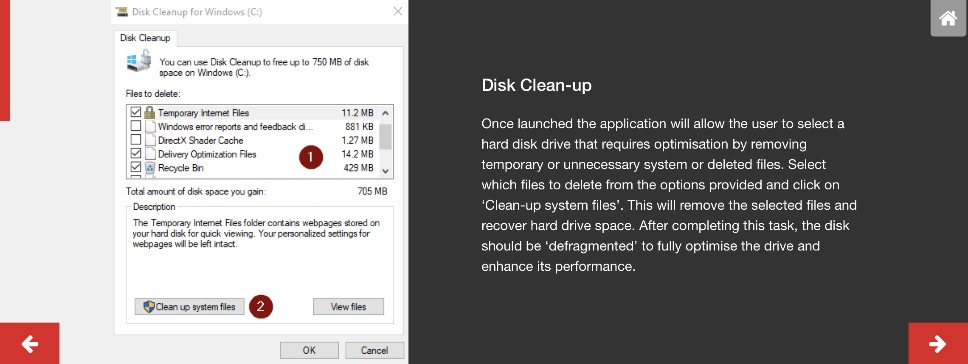 Disk Cleanup for Windows (C:)
Disk Cleanup
You can use Disk Cleanup to free up to 750 MB of disk
space on Windows (C:).
Files to delete:
Temporary Internet Files 11.2 MB
Windows error reports and feedback di... 881 KB
DirectX Shader Cache 1.27 MB
Delivery Optimization Files 14.2 MB
Recycle Bin 429 MB
1
Total amount of disk space you gain: 705 MB
Description
The Temporary Internet Files folder contains webpages stored on
your hard disk for quick viewing. Your personalized settings for
webpages will be left intact.
Clean up system files
2
View files
OK
Cancel
Disk Clean-up
Once launched the application will allow the user to select a
hard disk drive that requires optimisation by removing
temporary or unnecessary system or deleted files. Select
which files to delete from the options provided and click on
‘Clean-up system files’. This will remove the selected files and
recover hard drive space. After completing this task, the disk
should be ‘defragmented’ to fully optimise the drive and
enhance its performance.